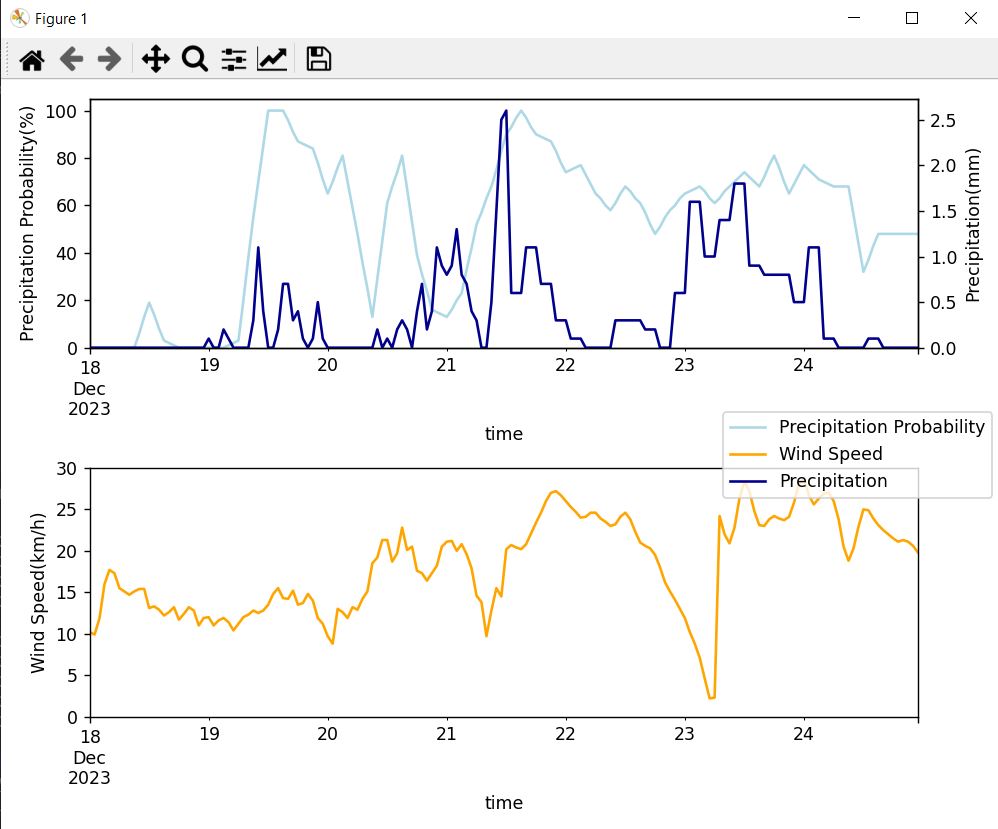 Figure 1
Precipitation Probability(%)
100
80
60
40
20
0
2.5
2.0
1.5
1.0
0.5
0.0
Precipitation(mm)
18 19 20 21 22 23 24
Dec
2023
time
Precipitation Probability
Wind Speed
Precipitation
Wind Speed(km/h)
30
25
20
15
10
5
0
18 19 20 21 22 23 24
Dec
2023
time